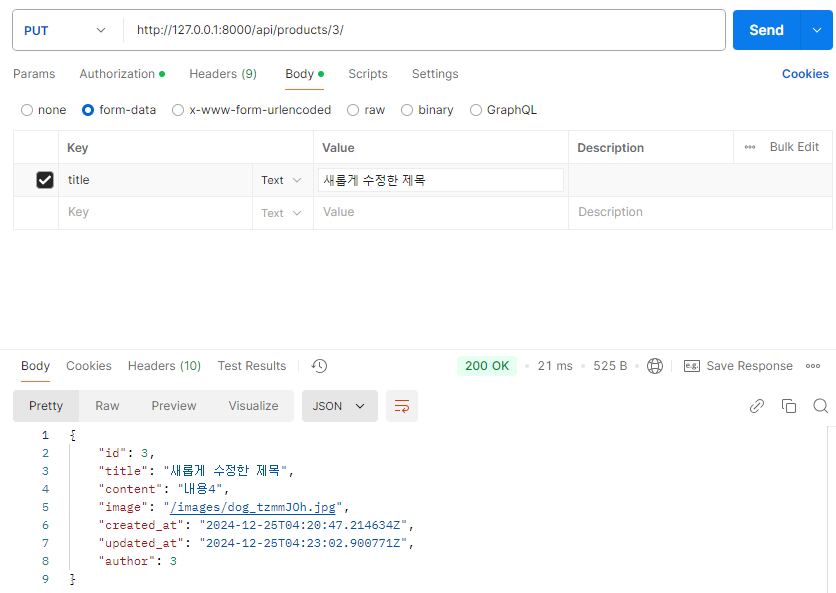 PUT http://127.0.0.1:8000/api/products/3/ Send
Params Authorization Headers (9) Body Scripts Settings Cookies
none form-data x-www-form-urlencoded raw binary GraphQL
Key Value Description Bulk Edit
title Text 새롭게 수정한 제목
Key Text Value Description
Body Cookies Headers (10) Test Results 200 OK 21 ms 525 B e.g. Save Response
Pretty Raw Preview Visualize JSON
1 {
2 "id": 3,
3 "title": "새롭게 수정한 제목",
4 "content": "내용4",
5 "image": "/images/dog_tzmmJOh.jpg",
6 "created_at": "2024-12-25T04:20:47.214634Z",
7 "updated_at": "2024-12-25T04:23:02.900771Z",
8 "author": 3
9 }